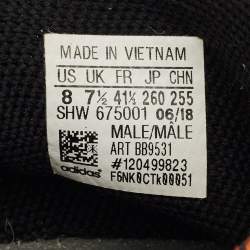 MADE IN VIETNAM
US UK FR JP CHN
8 7½ 41⅓ 260 255
SHW 675001 06/18
MALE/MÂLE
ART BB9531
#120499823
adidas F6NK0CTK00051